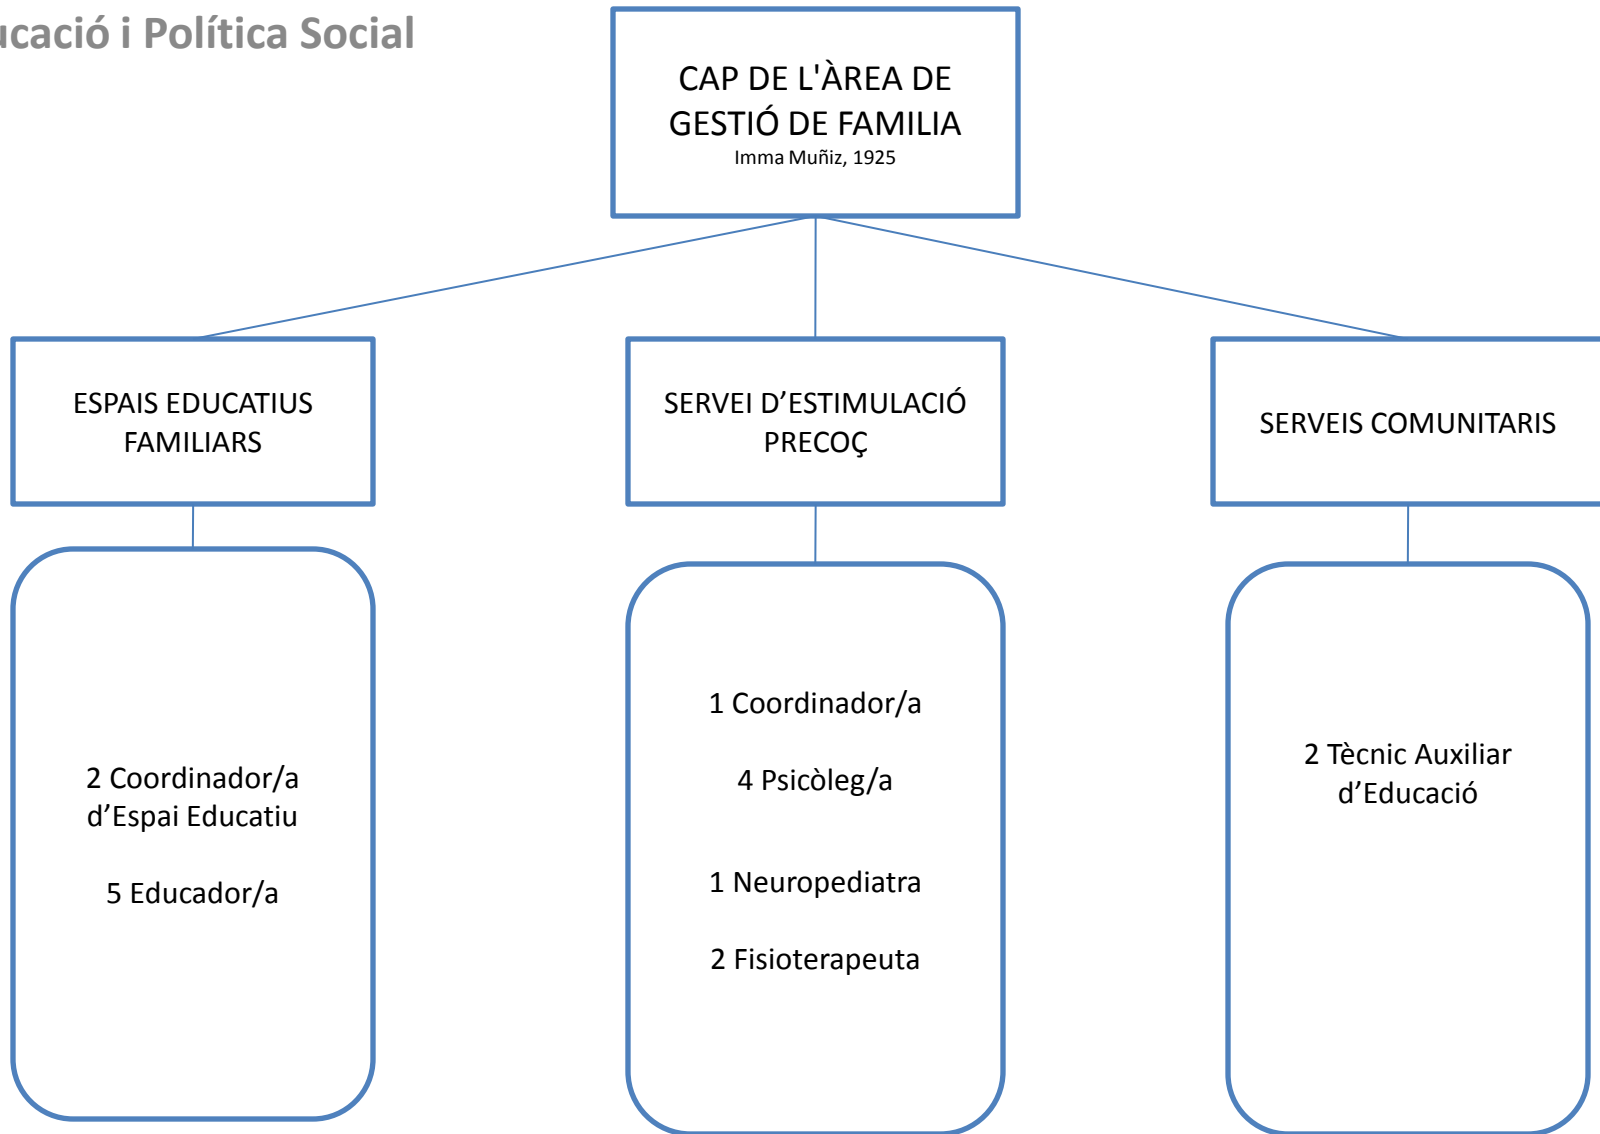 ucació i Política Social
CAP DE L'ÀREA DE
GESTIÓ DE FAMILIA
Imma Muñiz, 1925
ESPAIS EDUCATIUS
FAMILIARS
SERVEI D’ESTIMULACIÓ
PRECOÇ
SERVEIS COMUNITARIS
2 Coordinador/a
d’Espai Educatiu
5 Educador/a
1 Coordinador/a
4 Psicòleg/a
1 Neuropediatra
2 Fisioterapeuta
2 Tècnic Auxiliar
d’Educació